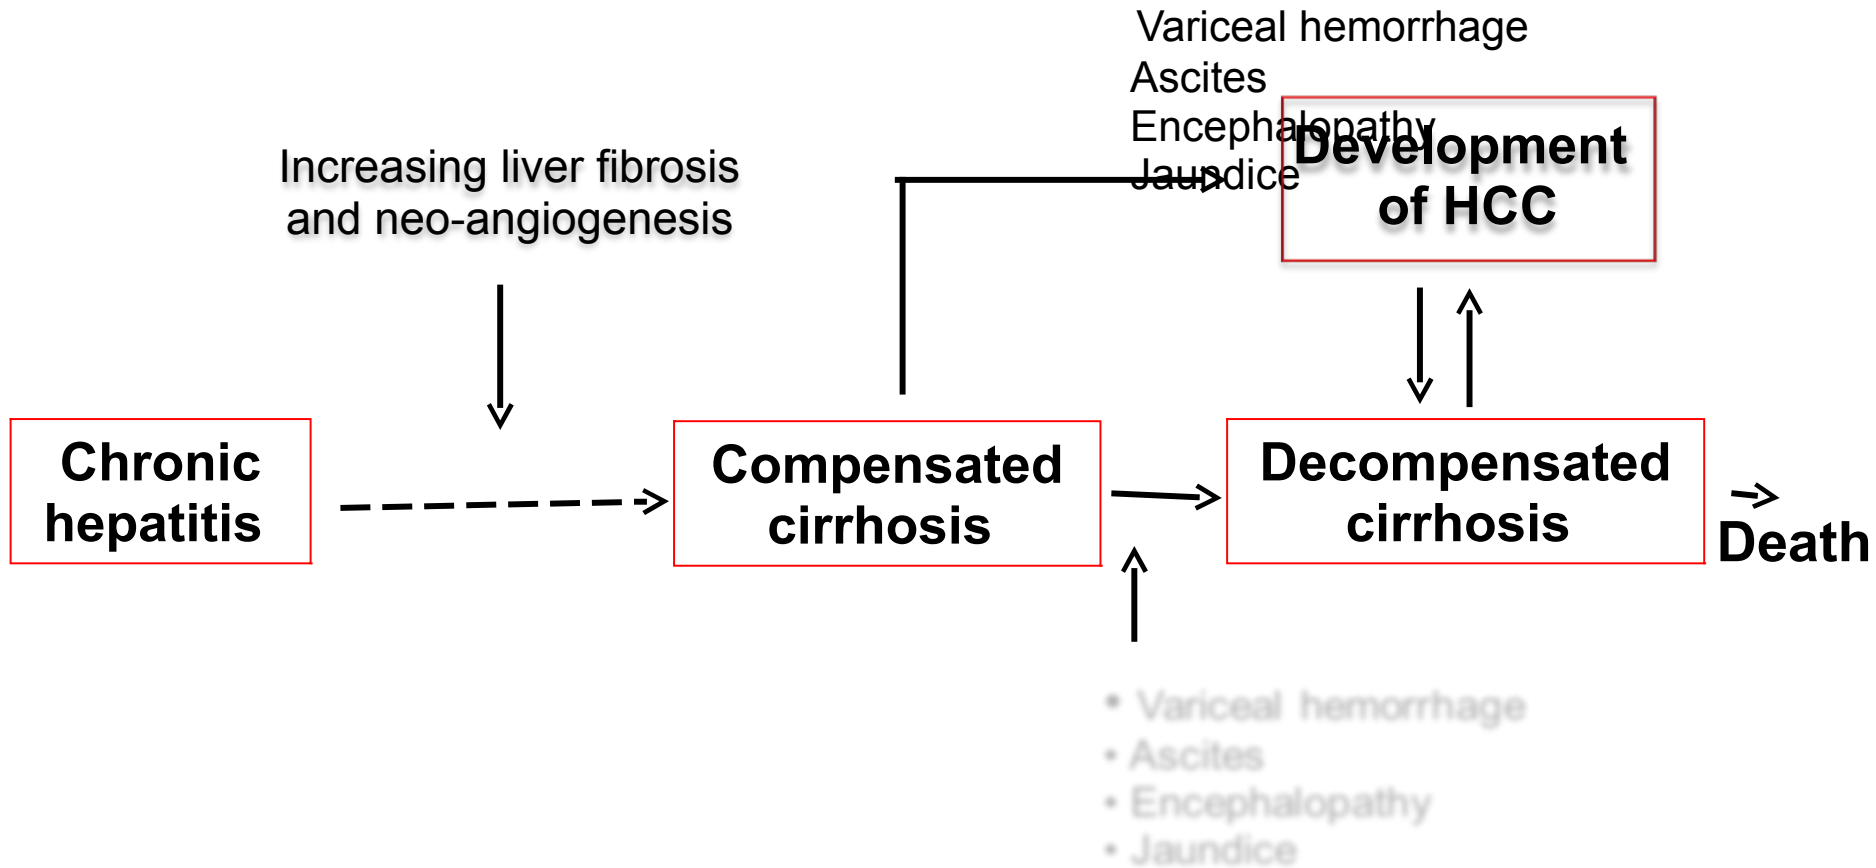 Variceal hemorrhage
Ascites
Encephalopathy
Jaundice
Development
of HCC
Increasing liver fibrosis
and neo-angiogenesis
Chronic
hepatitis
Compensated
cirrhosis
Decompensated
cirrhosis
Death
• Variceal hemorrhage
• Ascites
• Encephalopathy
• Jaundice